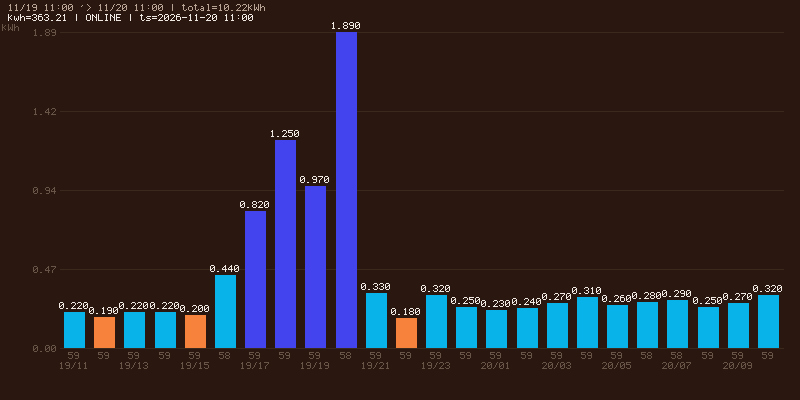 11/19 11:00 -> 11/20 11:00 | total=10.22KWh
Kwh=363.21 | ONLINE | ts=2026-11-20 11:00
KWh
1.890
1.89
1.42
1.250
0.970
0.94
0.820
0.47
0.440
0.330 0.320 0.310 0.320
0.220 0.190 0.220 0.220 0.200 0.180 0.250 0.230 0.240 0.270 0.260 0.280 0.290 0.250 0.270
0.00
59 59 59 59 59 58 59 59 59 58 59 59 59 59 59 59 59 59 59 58 58 59 59 59
19/11 19/13 19/15 19/17 19/19 19/21 19/23 20/01 20/03 20/05 20/07 20/09